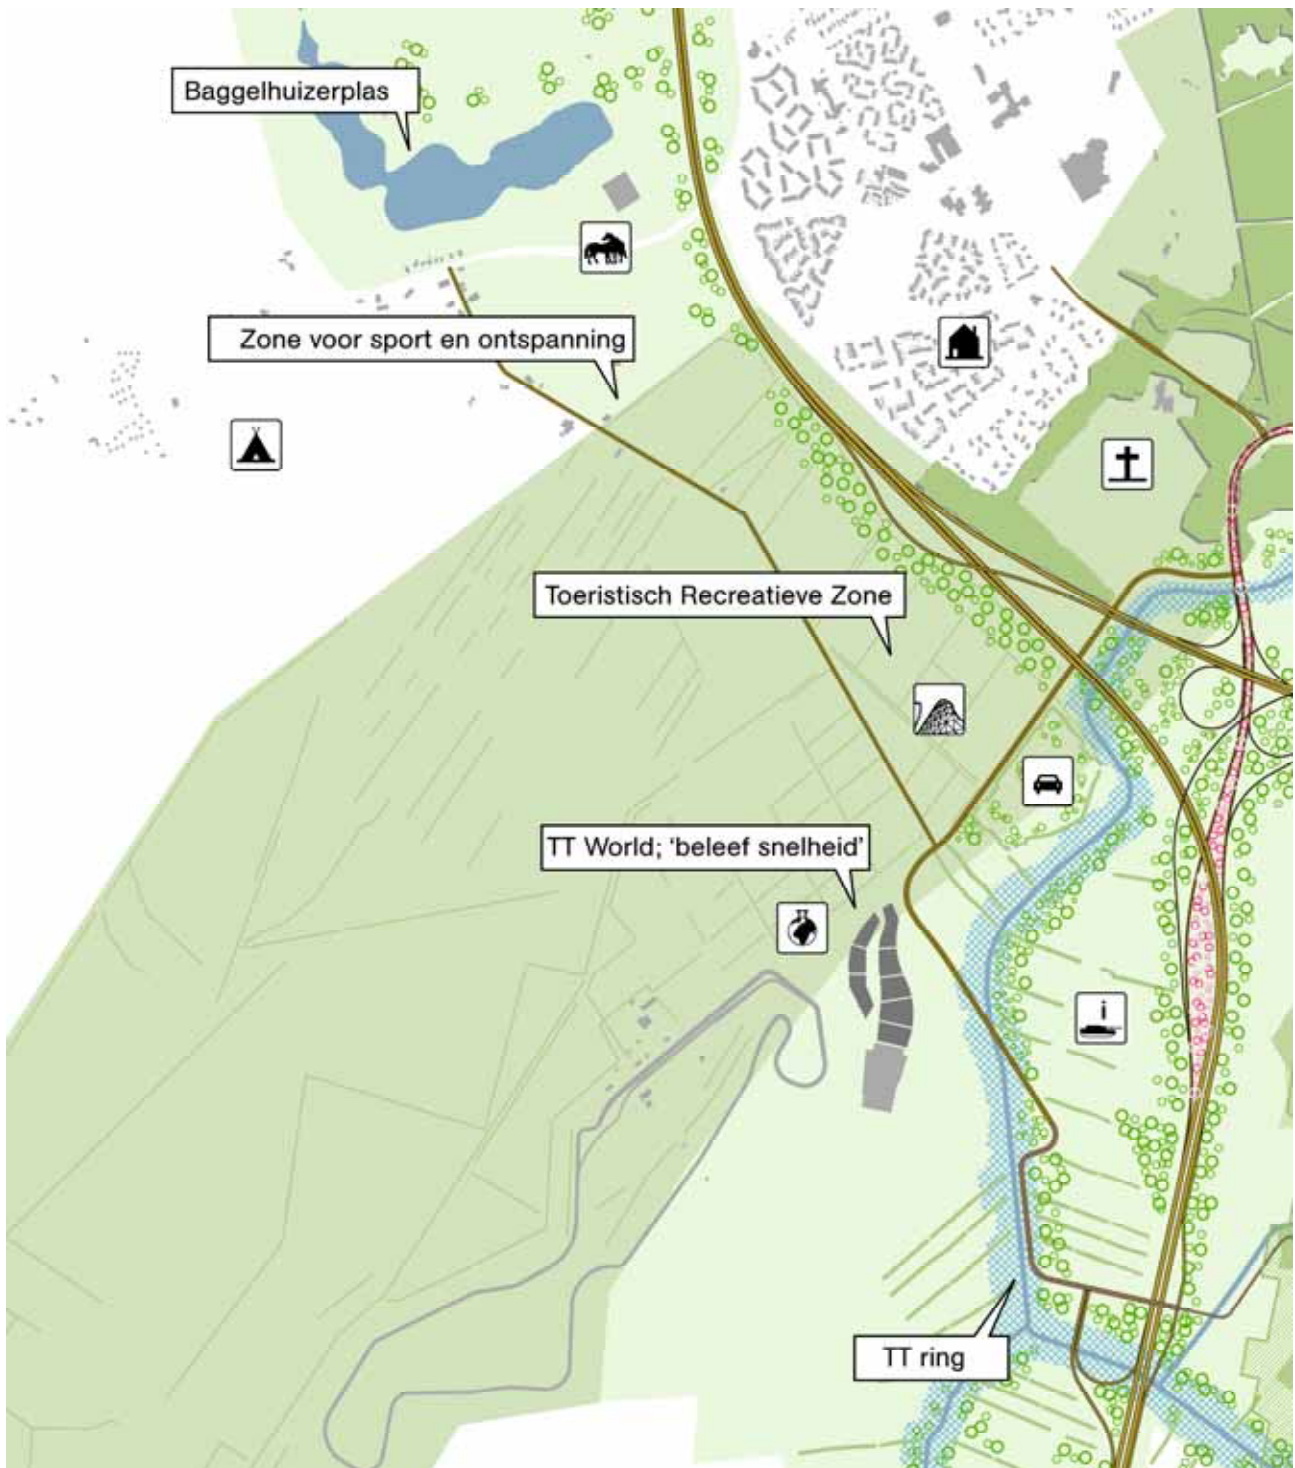 Baggelhuizerplas
Zone voor sport en ontspanning
Toeristisch Recreatieve Zone
TT World; ‘beleef snelheid’
i
TT ring